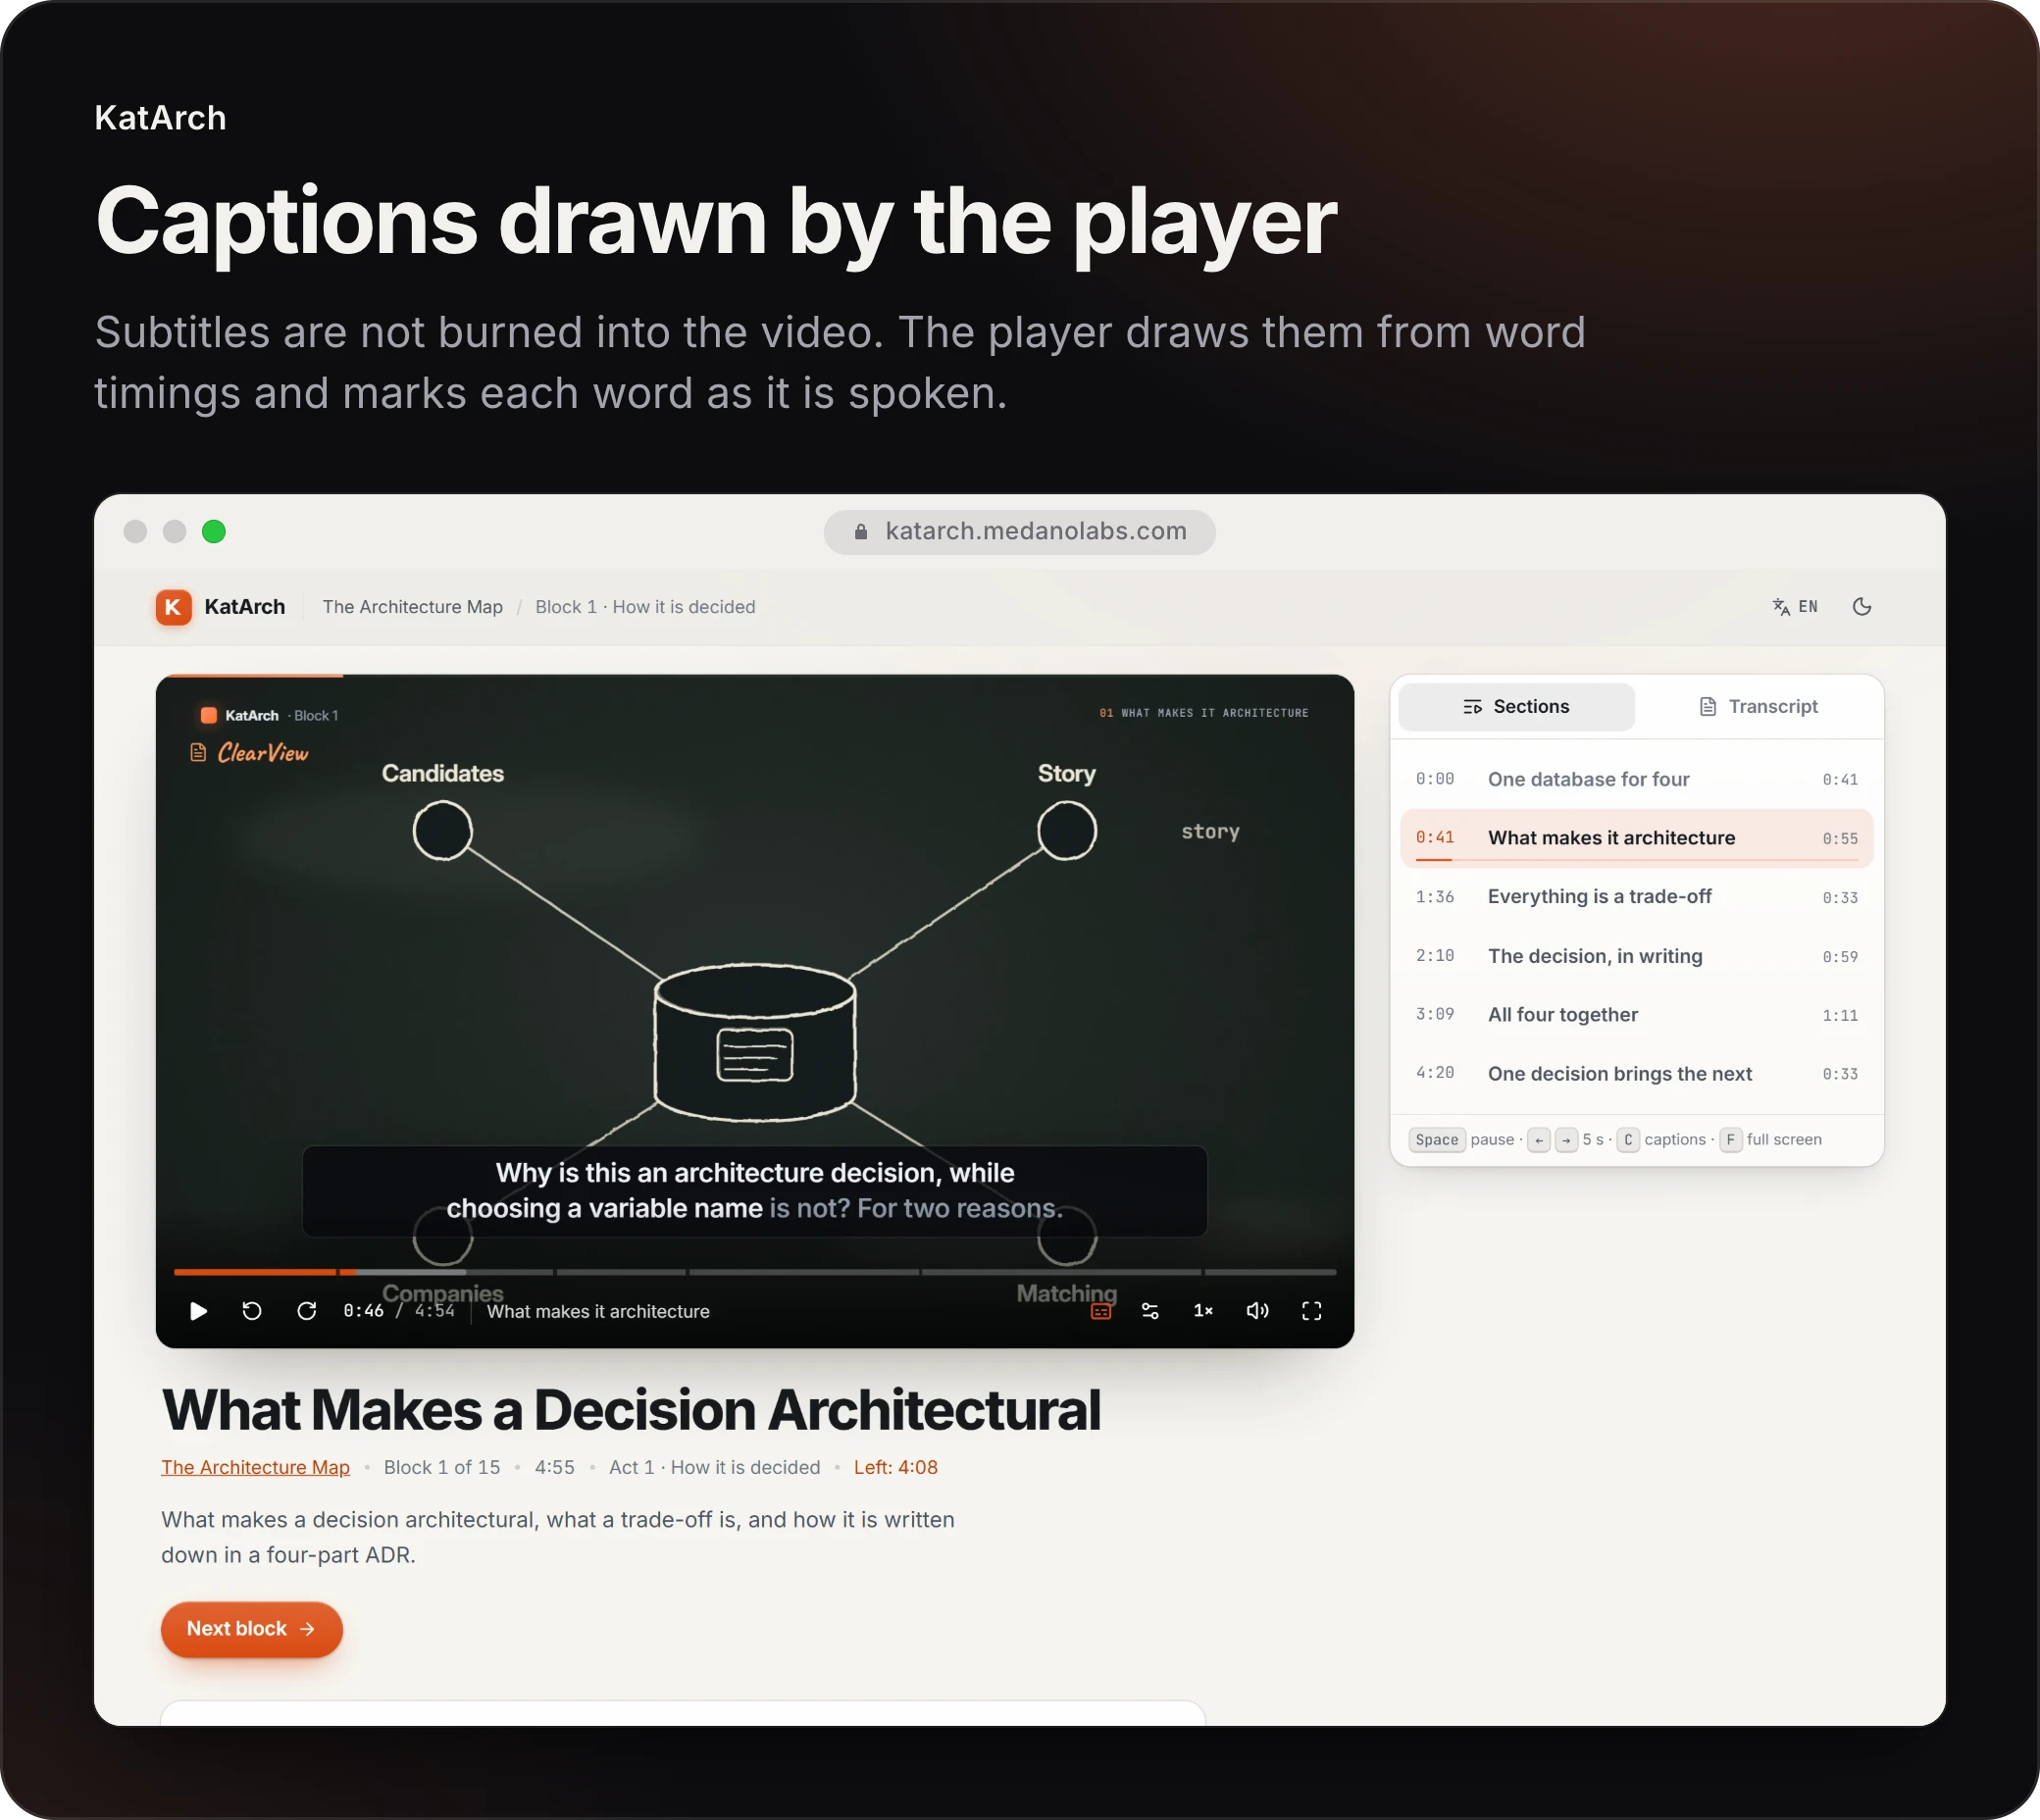 KatArch
Captions drawn by the player
Subtitles are not burned into the video. The player draws them from word
timings and marks each word as it is spoken.
katarch.medanolabs.com
K KatArch The Architecture Map / Block 1 · How it is decided EN
KatArch · Block 1
01 WHAT MAKES IT ARCHITECTURE
ClearView
Candidates
Story
story
Why is this an architecture decision, while
choosing a variable name is not? For two reasons.
Companies
Matching
0:46 / 4:54 What makes it architecture 1×
Sections Transcript
0:00 One database for four 0:41
0:41 What makes it architecture 0:55
1:36 Everything is a trade-off 0:33
2:10 The decision, in writing 0:59
3:09 All four together 1:11
4:20 One decision brings the next 0:33
Space pause · ← → 5 s · C captions · F full screen
What Makes a Decision Architectural
The Architecture Map • Block 1 of 15 • 4:55 • Act 1 · How it is decided • Left: 4:08
What makes a decision architectural, what a trade-off is, and how it is written
down in a four-part ADR.
Next block →